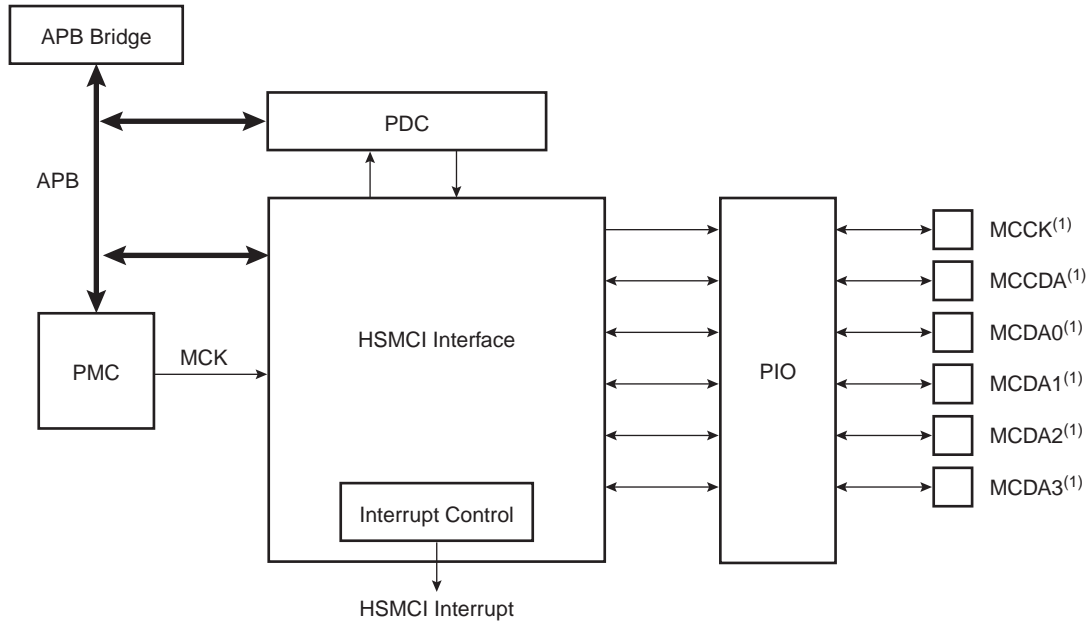 APB Bridge
PDC
APB
MCCK(1)
MCCDA(1)
HSMCI Interface
MCDA0(1)
MCK
PMC
PIO
MCDA1(1)
MCDA2(1)
MCDA3(1)
Interrupt Control
HSMCI Interrupt